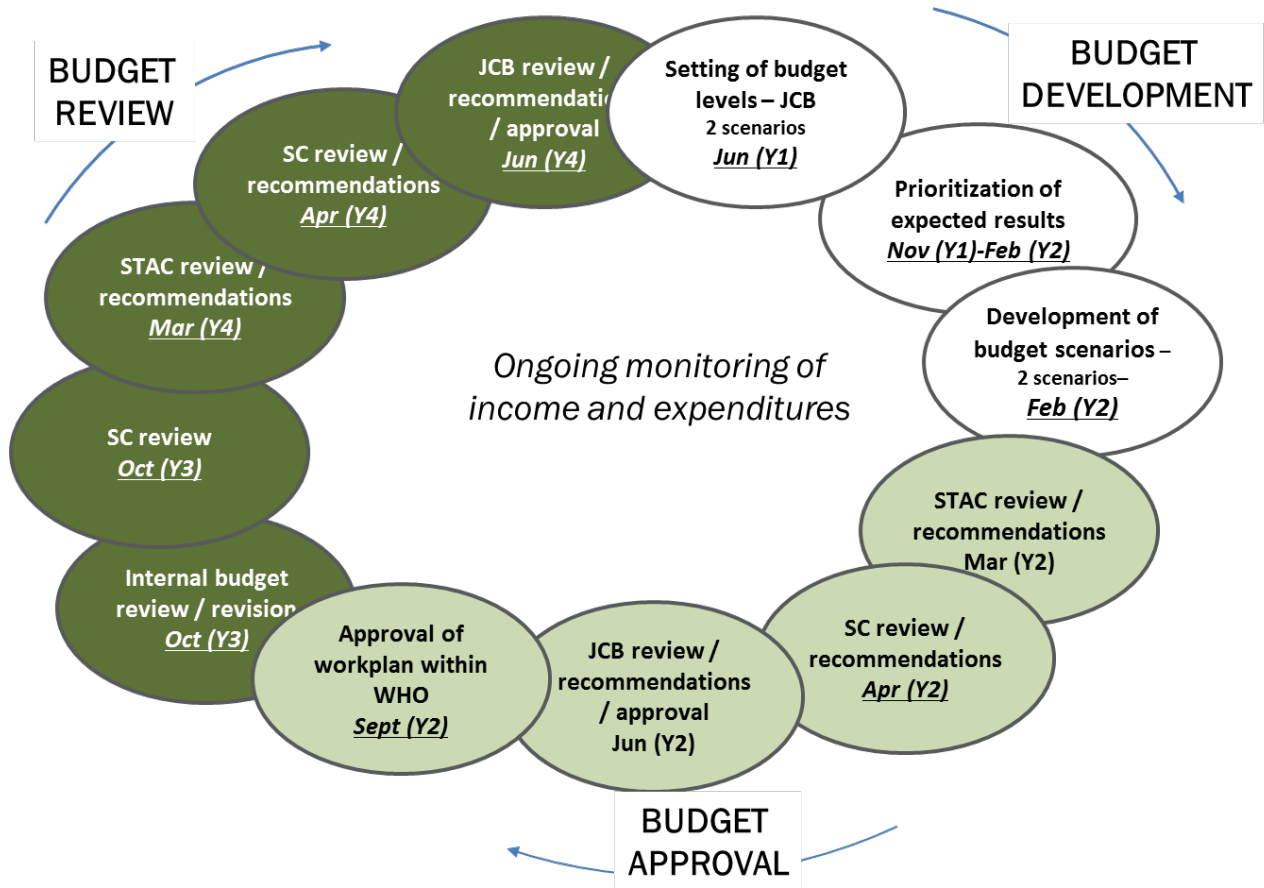 BUDGET
REVIEW
BUDGET
DEVELOPMENT
JCB review /
recommendatio
/ approval
Jun (Y4)
Setting of budget
levels – JCB
2 scenarios
Jun (Y1)
Prioritization of
expected results
Nov (Y1)-Feb (Y2)
Development of
budget scenarios –
2 scenarios–
Feb (Y2)
STAC review /
recommendations
Mar (Y2)
SC review /
recommendations
Apr (Y2)
JCB review /
recommendations
/ approval
Jun (Y2)
Approval of
workplan within
WHO
Sept (Y2)
Internal budget
review / revision
Oct (Y3)
SC review
Oct (Y3)
STAC review /
recommendations
Mar (Y4)
SC review /
recommendations
Apr (Y4)
Ongoing monitoring of
income and expenditures
BUDGET
APPROVAL